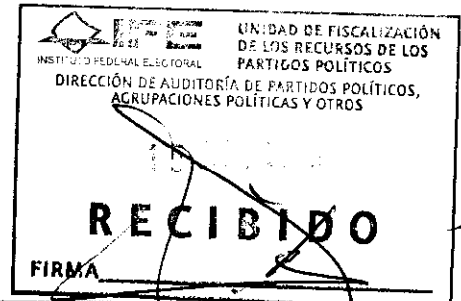 IFE
INSTITUTO FEDERAL ELECTORAL
UNIDAD DE FISCALIZACIÓN
DE LOS RECURSOS DE LOS
PARTIDOS POLÍTICOS
DIRECCIÓN DE AUDITORÍA DE PARTIDOS POLÍTICOS,
AGRUPACIONES POLÍTICAS Y OTROS
RECIBIDO
FIRMA